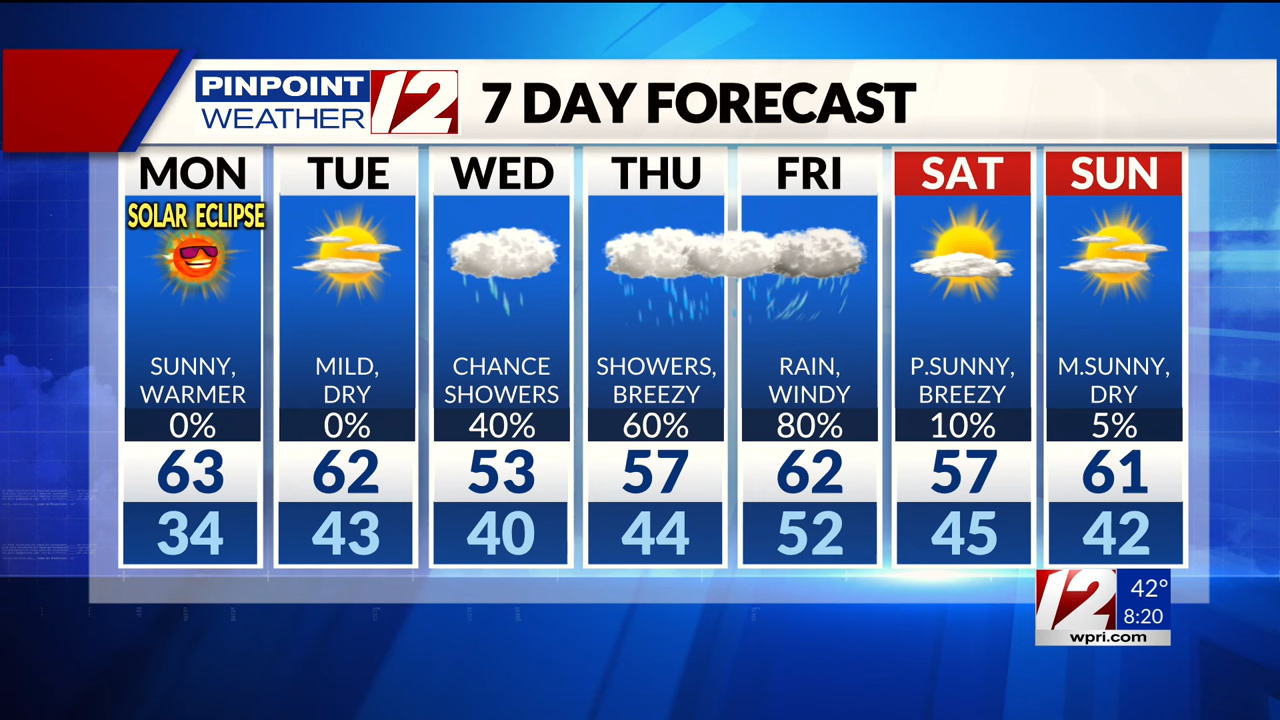 PINPOINT
WEATHER
12
7 DAY FORECAST
MON
TUE
WED
THU
FRI
SAT
SUN
SOLAR ECLIPSE
SUNNY,
WARMER
0%
63
34
MILD,
DRY
0%
62
43
CHANCE
SHOWERS
40%
53
40
SHOWERS,
BREEZY
60%
57
44
RAIN,
WINDY
80%
62
52
P.SUNNY,
BREEZY
10%
57
45
M.SUNNY,
DRY
5%
61
42
12
42°
8:20
wpri.com